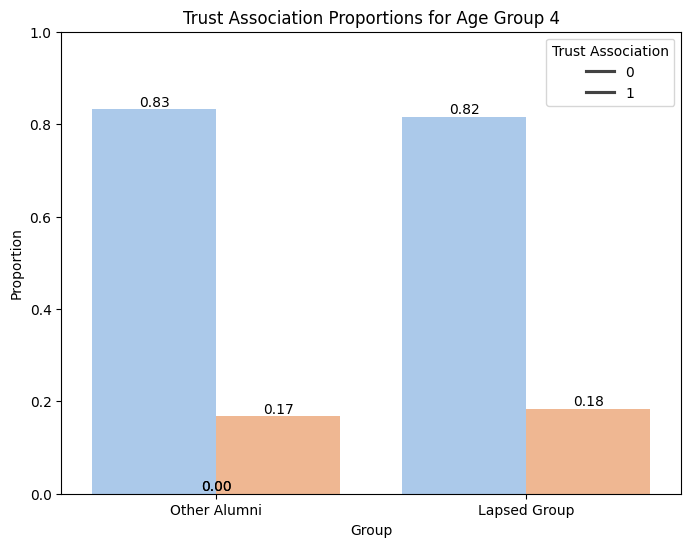 Trust Association Proportions for Age Group 4
1.0
0.8
0.6
0.4
0.2
0.0
Proportion
Trust Association
0
1
0.83
0.17
0.00
0.82
0.18
Other Alumni
Lapsed Group
Group